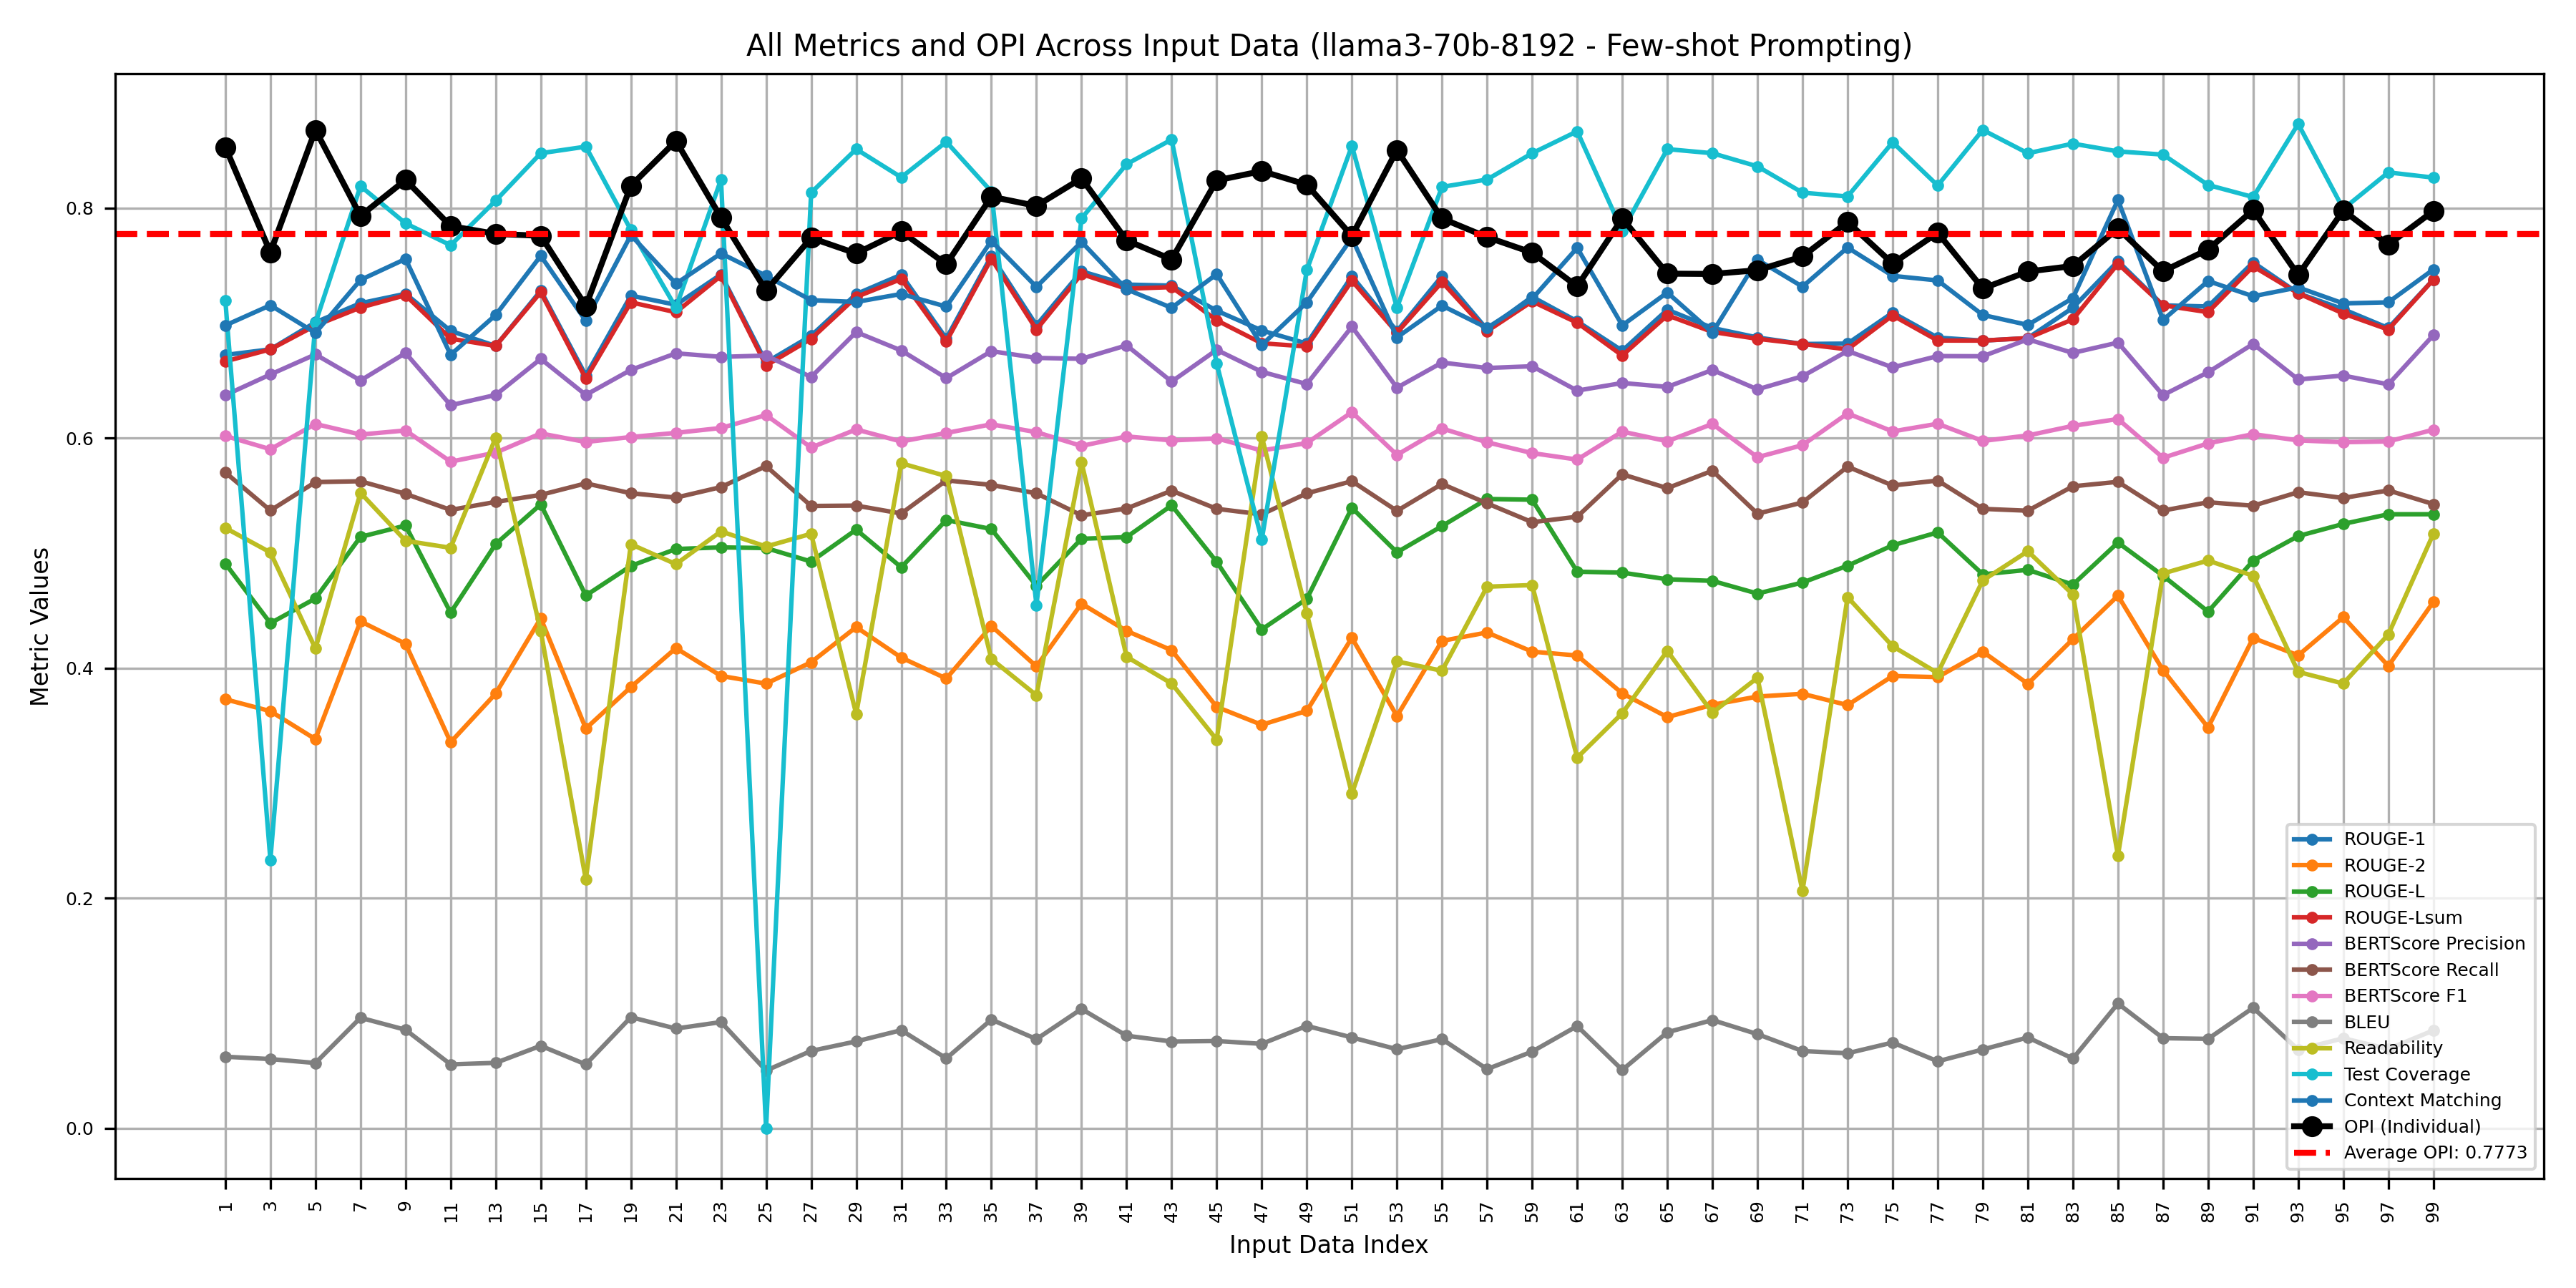 All Metrics and OPI Across Input Data (llama3-70b-8192 - Few-shot Prompting)
Metric Values
0.8
0.6
0.4
0.2
0.0
ROUGE-1
ROUGE-2
ROUGE-L
ROUGE-Lsum
BERTScore Precision
BERTScore Recall
BERTScore F1
BLEU
Readability
Test Coverage
Context Matching
OPI (Individual)
Average OPI: 0.7773
1 3 5 7 9 11 13 15 17 19 21 23 25 27 29 31 33 35 37 39 41 43 45 47 49 51 53 55 57 59 61 63 65 67 69 71 73 75 77 79 81 83 85 87 89 91 93 95 97 99
Input Data Index